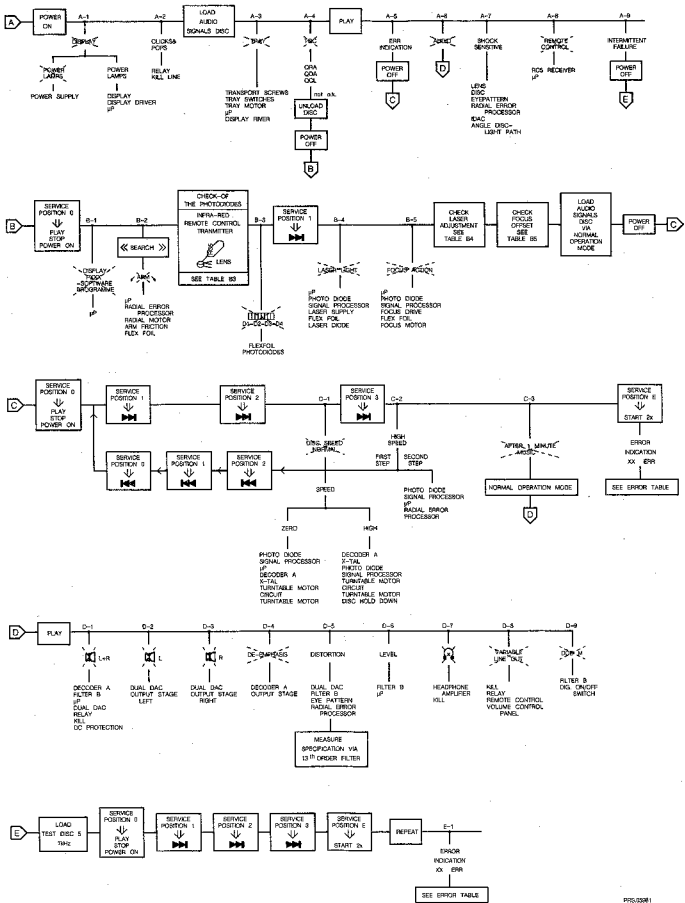 A
POWER
ON
A-1
DISPLAY
POWER
LAMPS
POWER SUPPLY
POWER
LAMPS
DISPLAY
DISPLAY DRIVER
µP
A-2
CLICKS&
POPS
RELAY
KILL LINE
LOAD
AUDIO
SIGNALS DISC
A-3
TRAY
TRANSPORT SCREWS
TRAY SWITCHES
TRAY MOTOR
µP
DISPLAY RIVER
A-4
TOC
QRA
QDA
QCL
not o.k.
UNLOAD
DISC
POWER
OFF
B
PLAY
A-5
ERR
INDICATION
POWER
OFF
C
A-6
D
A-7
SHOCK
SENSITIVE
LENS
DISC
EYEPATTERN
RADIAL ERROR
PROCESSOR
IDAC
ANGLE DISC-
LIGHT PATH
A-8
REMOTE
CONTROL
RC5 RECEIVER
µP
A-9
INTERMITTENT
FAILURE
POWER
OFF
E
B
SERVICE
POSITION 0
PLAY
STOP
POWER ON
B-1
DISPLAY
-SOFTWARE
PROGRAMME
µP
B-2
SEARCH
ARM
µP
RADIAL ERROR
PROCESSOR
RADIAL MOTOR
ARM FRICTION
FLEX FOIL
CHECK-OF
THE PHOTODIODES
INFRA-RED
REMOTE CONTROL
TRANMITTER
LENS
SEE TABLE B3
B-3
D1-D2-D3-D4
FLEXFOIL
PHOTODIODES
SERVICE
POSITION 1
B-4
LASER LIGHT
µP
PHOTO DIODE
SIGNAL PROCESSOR
LASER SUPPLY
FLEX FOIL
LASER DIODE
B-5
FOCUS ACTION
µP
PHOTO DIODE
SIGNAL PROCESSOR
FOCUS DRIVE
FLEX FOIL
FOCUS MOTOR
CHECK
LASER
ADJUSTMENT
SEE
TABLE B4
CHECK
FOCUS
OFFSET
SEE
TABLE B5
LOAD
AUDIO
SIGNALS
DISC
VIA
NORMAL
OPERATION
MODE
POWER
OFF
C
C
SERVICE
POSITION 0
PLAY
STOP
POWER ON
SERVICE
POSITION 1
SERVICE
POSITION 2
D-1
DISC SPEED
NORMAL
SERVICE
POSITION 3
C-2
HIGH
SPEED
C-3
AFTER 1 MINUTE
MUSIC
NORMAL OPERATION MODE
D
SERVICE
POSITION E
START 2x
ERROR
INDICATION
XX ERR
SEE ERROR TABLE
SERVICE
POSITION 0
SERVICE
POSITION 1
SERVICE
POSITION 2
FIRST
STEP
SECOND
STEP
PHOTO DIODE
SIGNAL PROCESSOR
µP
RADIAL ERROR
PROCESSOR
SPEED
ZERO
HIGH
PHOTO DIODE
SIGNAL PROCESSOR
µP
DECODER A
X-TAL
TURNTABLE MOTOR
CIRCUIT
TURNTABLE MOTOR
DECODER A
X-TAL
PHOTO DIODE
SIGNAL PROCESSOR
TURNTABLE MOTOR
CIRCUIT
TURNTABLE MOTOR
DISC HOLD DOWN
D
PLAY
D-1
L+R
DECODER A
FILTER B
µP
DUAL DAC
RELAY
KILL
DC PROTECTION
D-2
L
DUAL DAC
OUTPUT STAGE
LEFT
D-3
R
DUAL DAC
OUTPUT STAGE
RIGHT
D-4
DE-EMPHASIS
DECODER A
OUTPUT STAGE
D-5
DISTORTION
DUAL DAC
FILTER B
EYE PATTERN
RADIAL ERROR
PROCESSOR
MEASURE
SPECIFICATION VIA
13th ORDER FILTER
D-6
LEVEL
FILTER B
µP
D-7
HEADPHONE
AMPLIFIER
KILL
D-8
VARIABLE
LINE OUT
KILL
RELAY
REMOTE CONTROL
VOLUME CONTROL
PANEL
D-9
FILTER B
DIG. ON/OFF
SWITCH
E
LOAD
TEST DISC 5
SERVICE
POSITION 0
PLAY
STOP
POWER ON
SERVICE
POSITION 1
SERVICE
POSITION 2
SERVICE
POSITION 3
SERVICE
POSITION E
START 2x
REPEAT
E-1
ERROR
INDICATION
XX ERR
SEE ERROR TABLE
PRS.05981